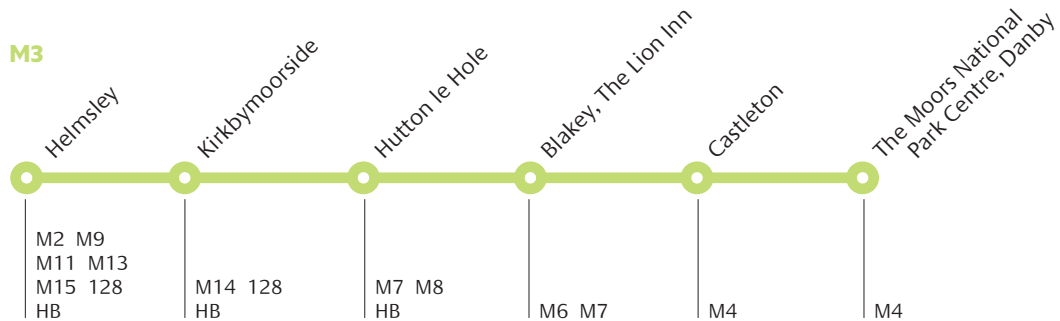 M3
Helmsley
Kirkbymoorside
Hutton le Hole
Blakey, The Lion Inn
Castleton
The Moors National
Park Centre, Danby
M2 M9
M11 M13
M15 128
HB
M14 128
HB
M7 M8
HB
M6 M7
M4
M4